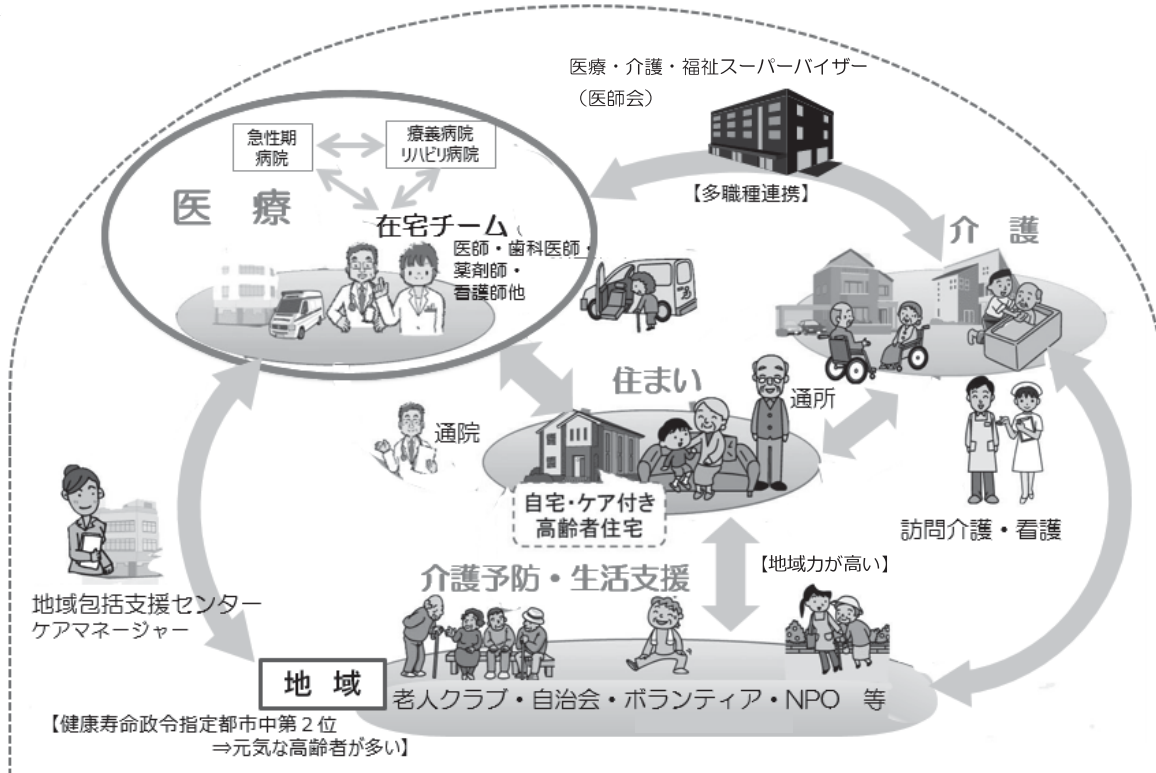 医療・介護・福祉スーパーバイザー
（医師会）
急性期
病院
療養病院
リハビリ病院
医 療
在宅チーム
医師・歯科医師・
薬剤師・
看護師他
【多職種連携】
介 護
住まい
通院
通所
自宅・ケア付き
高齢者住宅
訪問介護・看護
【地域力が高い】
介護予防・生活支援
地域包括支援センター
ケアマネージャー
地 域
老人クラブ・自治会・ボランティア・NPO 等
【健康寿命政令指定都市中第２位
⇒元気な高齢者が多い】